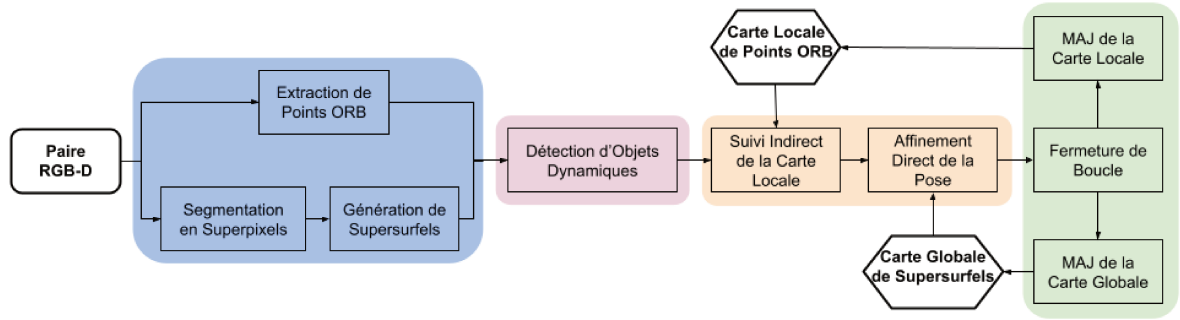 Paire
RGB-D
Extraction de
Points ORB
Segmentation
en Superpixels
Génération de
Supersurfels
Détection d'Objets
Dynamiques
Carte Locale
de Points ORB
Suivi Indirect
de la Carte
Locale
Affinement
Direct de la
Pose
Carte Globale
de Supersurfels
MAJ de la
Carte Locale
Fermeture de
Boucle
MAJ de la
Carte Globale